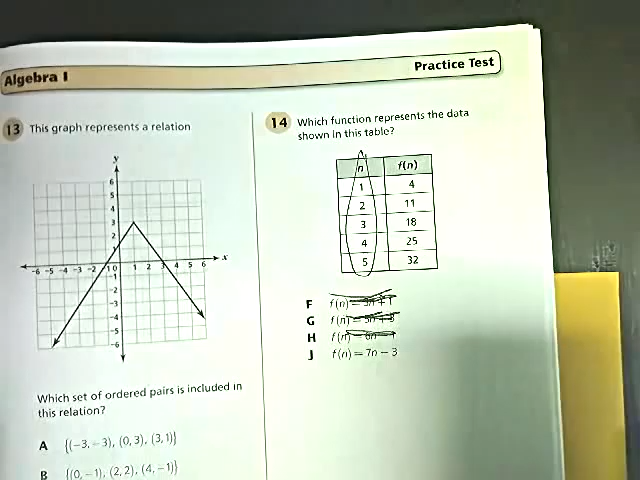 Algebra I
Practice Test
13 This graph represents a relation
y
6
5
4
3
2
1
-6 -5 -4 -3 -2 -1 0 1 2 3 4 5 6 x
-1
-2
-3
-4
-5
-6
Which set of ordered pairs is included in
this relation?
A {(-3, -3), (0, 3), (3, 1)}
B {(0, -1), (2, 2), (4, -1)}
14 Which function represents the data
shown in this table?
n f(n)
1 4
2 11
3 18
4 25
5 32
F f(n) = 3n + 1
G f(n)
H f(n)
J f(n) = 7n - 3